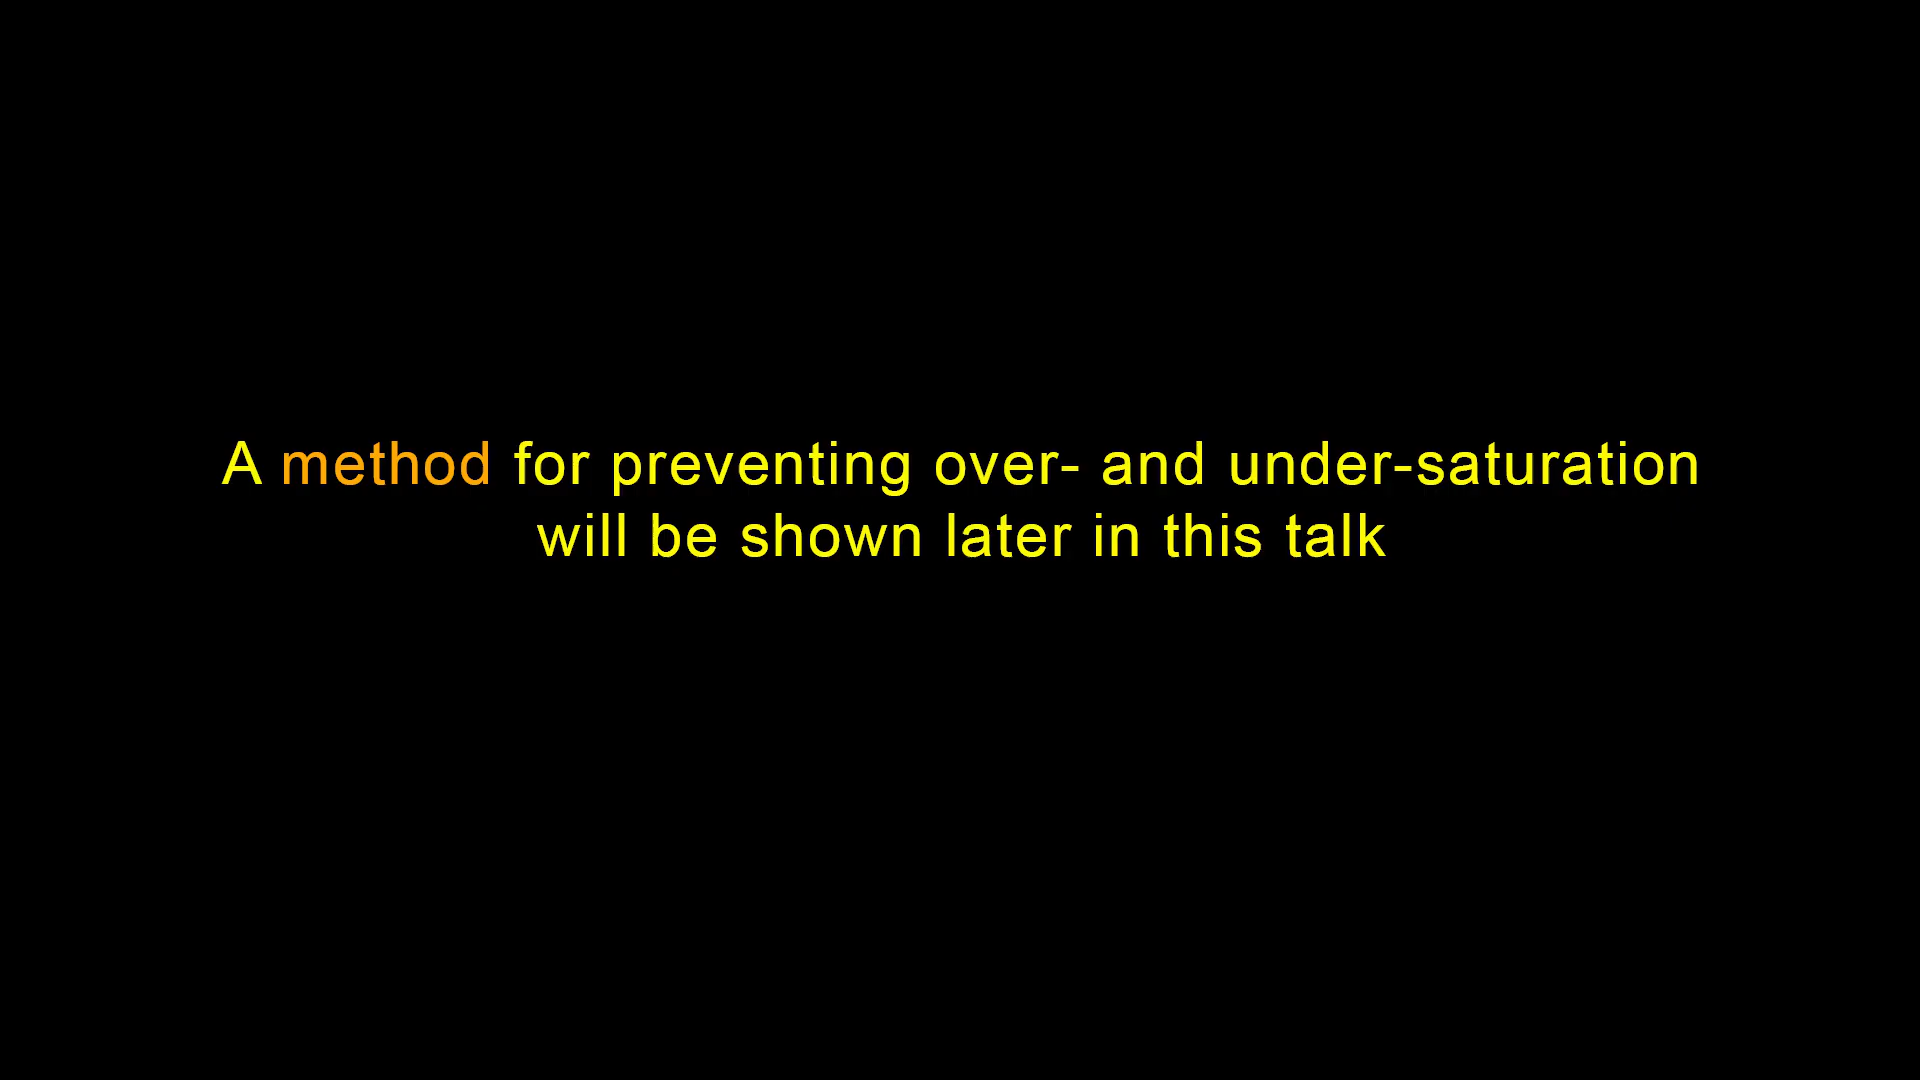 A method for preventing over- and under-saturation
will be shown later in this talk